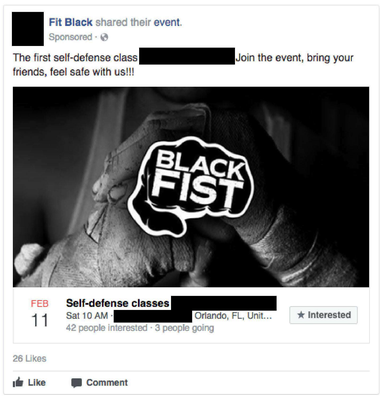 Fit Black shared their event.
Sponsored ·
The first self-defense class Join the event, bring your
friends, feel safe with us!!!
BLACK
FIST
FEB
11
Self-defense classes
Sat 10 AM · Orlando, FL, Unit...
42 people interested · 3 people going
★ Interested
26 Likes
Like Comment